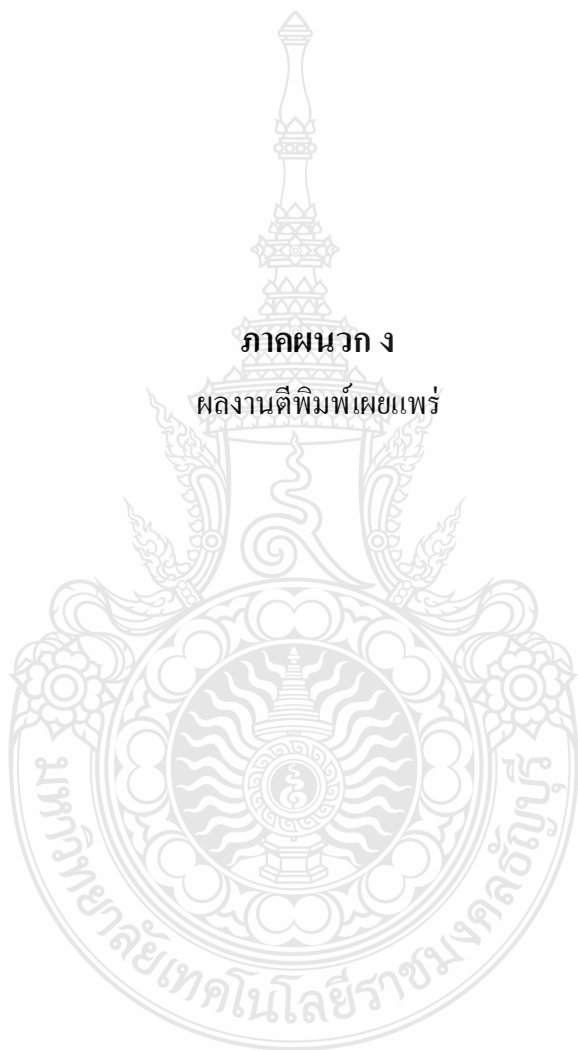 ภาคผนวก ง
ผลงานตีพิมพ์เผยแพร่
มหาวิทยาลัยเทคโนโลยีราชมงคลธัญบุรี